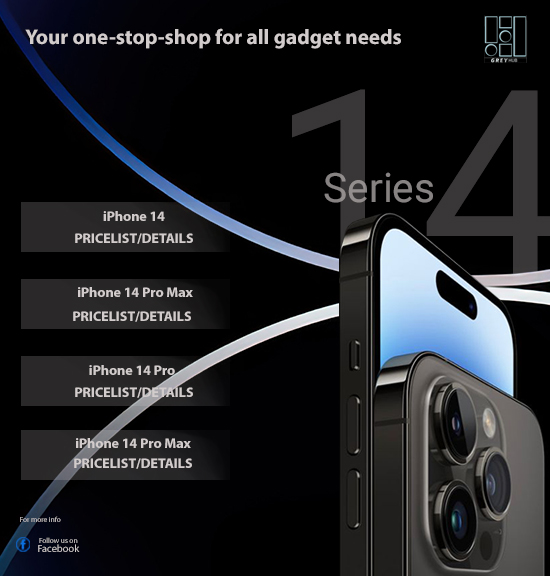 Your one-stop-shop for all gadget needs
GREYHUB
14
Series
iPhone 14
PRICELIST/DETAILS
iPhone 14 Pro Max
PRICELIST/DETAILS
iPhone 14 Pro
PRICELIST/DETAILS
iPhone 14 Pro Max
PRICELIST/DETAILS
For more info
Follow us on
Facebook